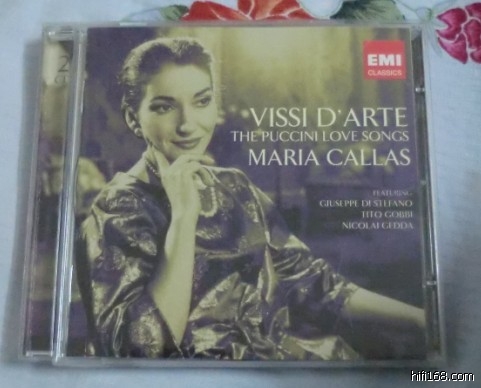 EMI
CLASSICS
VISSI D'ARTE
THE PUCCINI LOVE SONGS
MARIA CALLAS
FEATURING
GIUSEPPE DI STEFANO
TITO GOBBI
NICOLAI GEDDA
hifi168.com